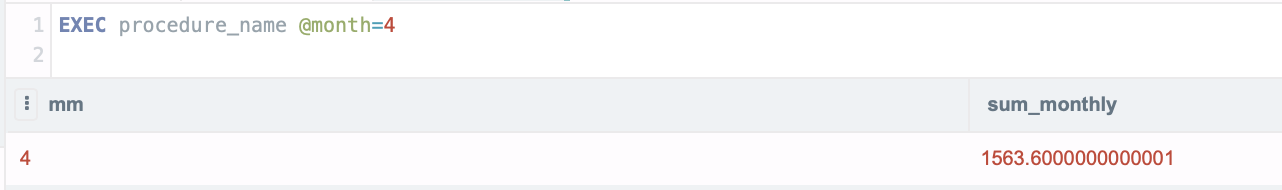 1 EXEC procedure_name @month=4
2
mm sum_monthly
4 1563.6000000000001